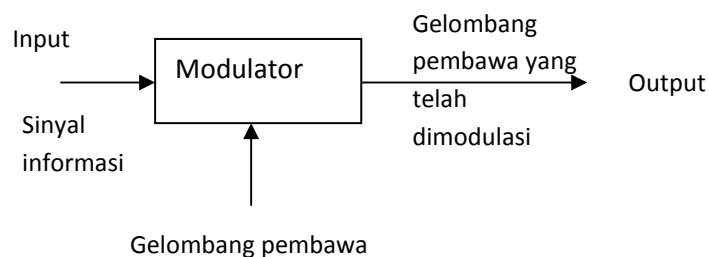 Input
Sinyal
informasi
Modulator
Gelombang pembawa
Gelombang
pembawa yang
telah
dimodulasi
Output